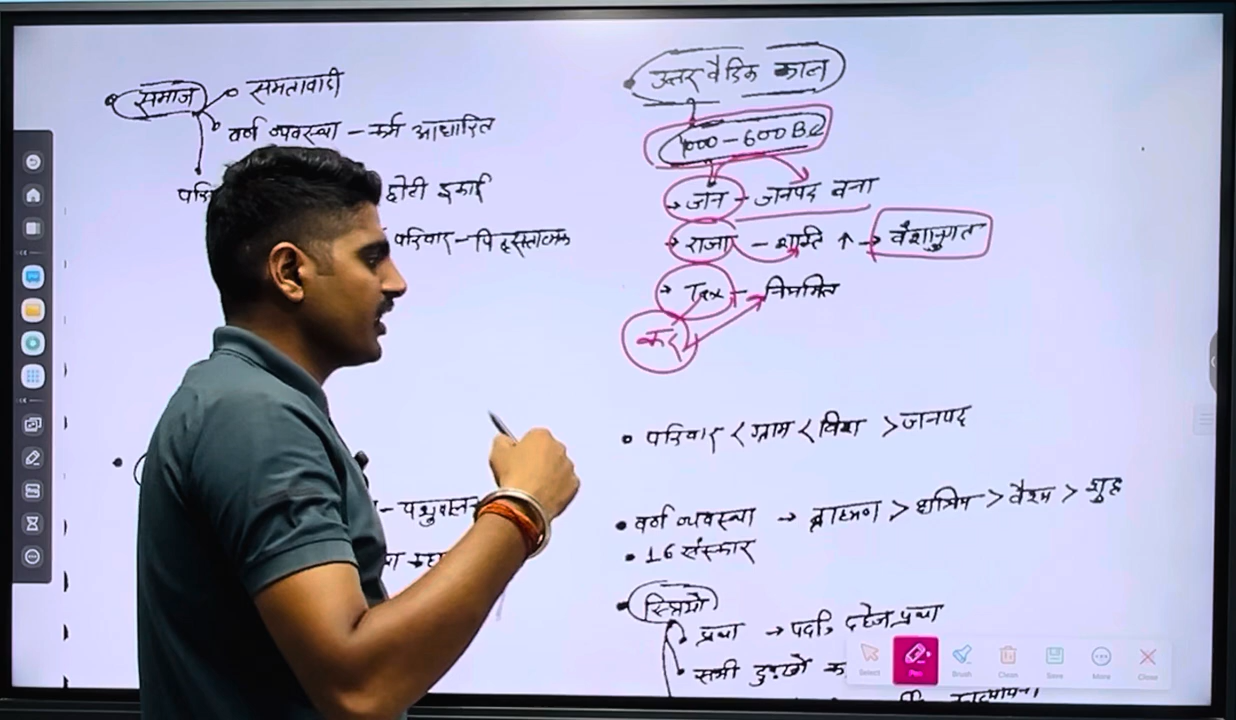 समाज
समतावादी
वर्ण व्यवस्था - कर्म आधारित
छोटी इकाई
परिवार - पितृसत्तात्मक
- पशुपालन
उत्तर वैदिक काल
1000 - 600 B.C
→ जन - जनपद बना
→ राजा - शक्ति ↑ → वंशानुगत
→ Tax - नियमित
कर
• परिवार < ग्राम < विश > जनपद
• वर्ण व्यवस्था → ब्राह्मण > क्षत्रिय > वैश्य > शुद्र
• 16 संस्कार
• स्त्रियों
प्रथा → पर्दा, दहेज प्रथा
सभी दुःखों
Select Pen Brush Clean Save More Close